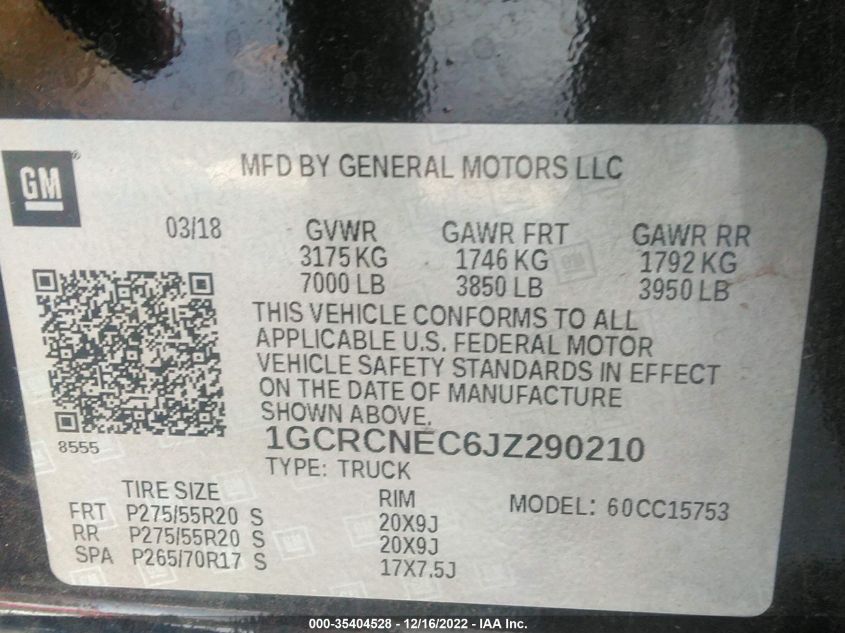 GM
MFD BY GENERAL MOTORS LLC
03/18 GVWR GAWR FRT GAWR RR
3175 KG 1746 KG 1792 KG
7000 LB 3850 LB 3950 LB
THIS VEHICLE CONFORMS TO ALL
APPLICABLE U.S. FEDERAL MOTOR
VEHICLE SAFETY STANDARDS IN EFFECT
ON THE DATE OF MANUFACTURE
SHOWN ABOVE.
8555
1GCRCNEC6JZ290210
TYPE: TRUCK
TIRE SIZE RIM MODEL: 60CC15753
FRT P275/55R20 S 20X9J
RR P275/55R20 S 20X9J
SPA P265/70R17 S 17X7.5J
000-35404528 - 12/16/2022 - IAA Inc.